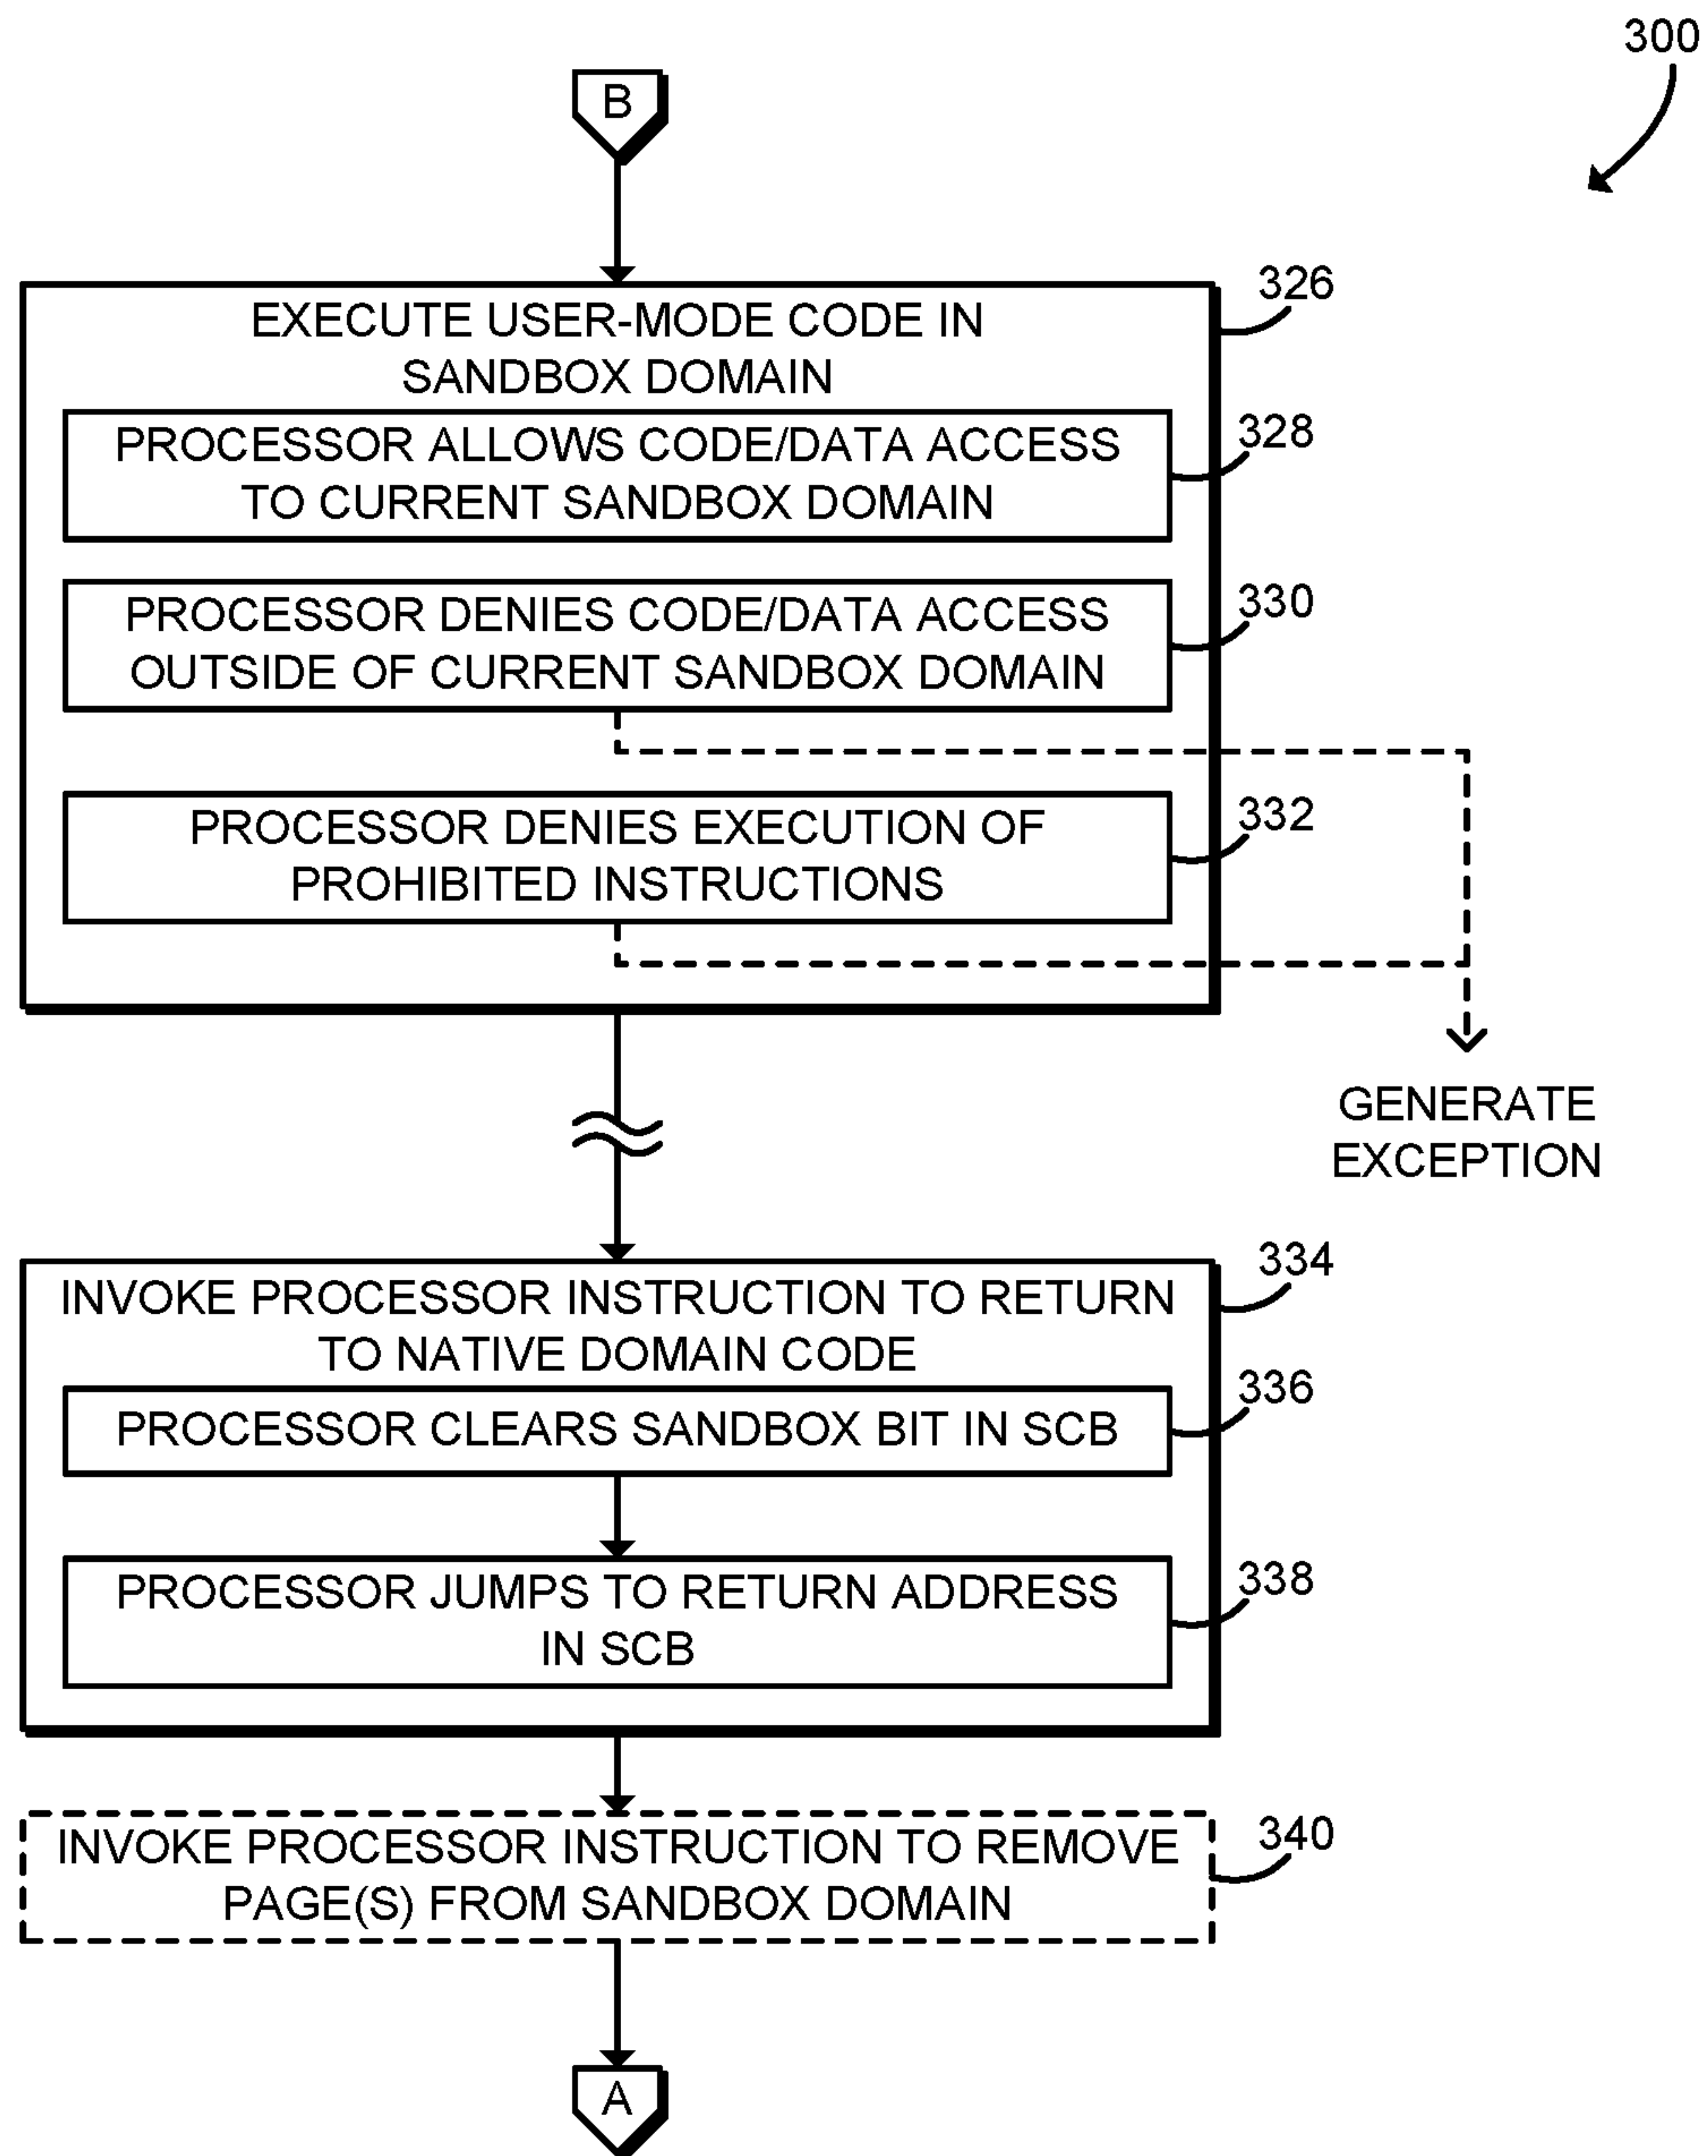 300
B
326
EXECUTE USER-MODE CODE IN
SANDBOX DOMAIN
328
PROCESSOR ALLOWS CODE/DATA ACCESS
TO CURRENT SANDBOX DOMAIN
330
PROCESSOR DENIES CODE/DATA ACCESS
OUTSIDE OF CURRENT SANDBOX DOMAIN
332
PROCESSOR DENIES EXECUTION OF
PROHIBITED INSTRUCTIONS
GENERATE
EXCEPTION
334
INVOKE PROCESSOR INSTRUCTION TO RETURN
TO NATIVE DOMAIN CODE
336
PROCESSOR CLEARS SANDBOX BIT IN SCB
338
PROCESSOR JUMPS TO RETURN ADDRESS
IN SCB
340
INVOKE PROCESSOR INSTRUCTION TO REMOVE
PAGE(S) FROM SANDBOX DOMAIN
A